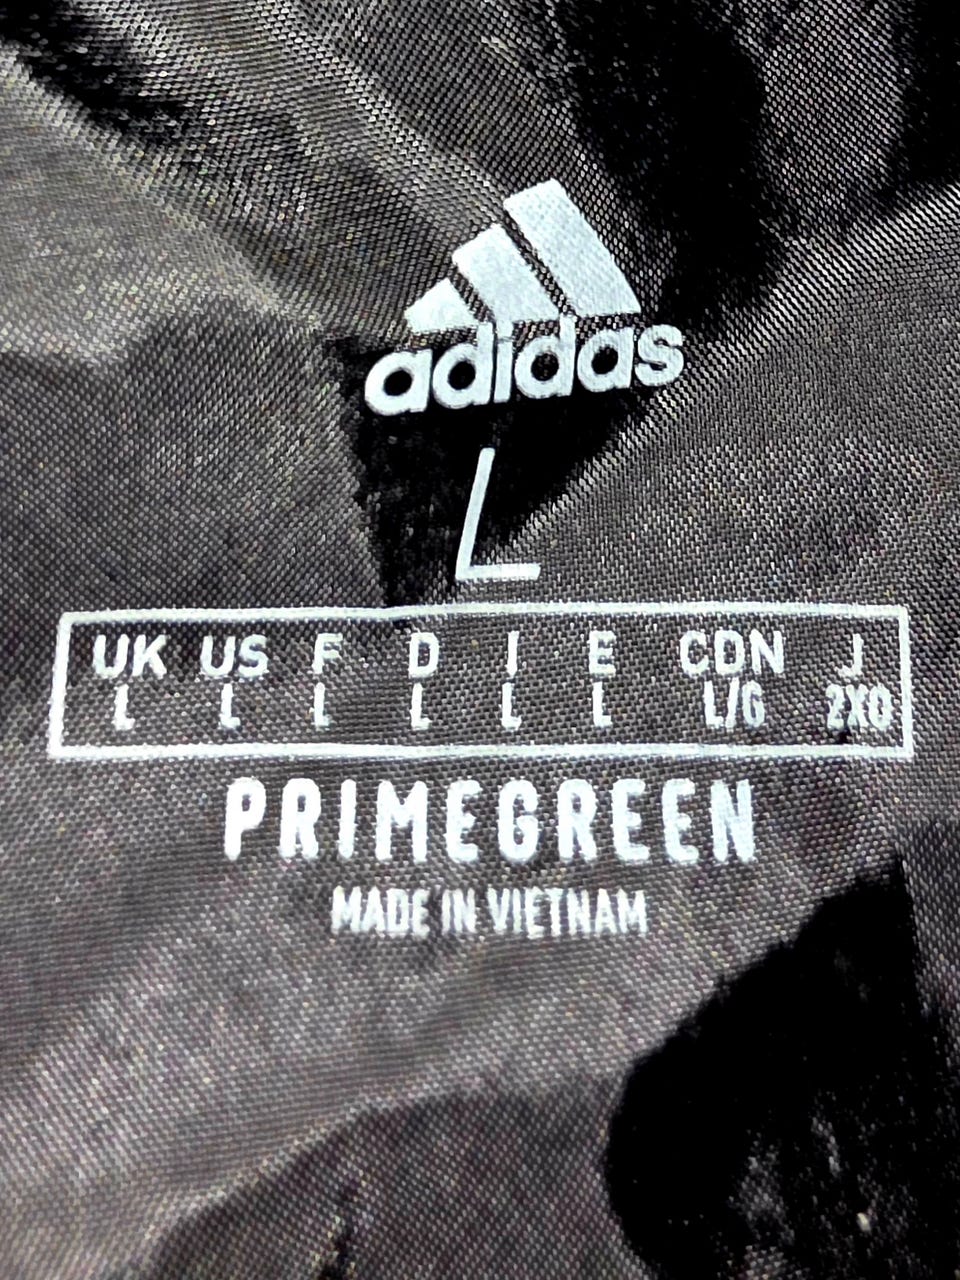 adidas
L
UK US F D I E CDN J
L L L L L L L/G 2XO
PRIMEGREEN
MADE IN VIETNAM